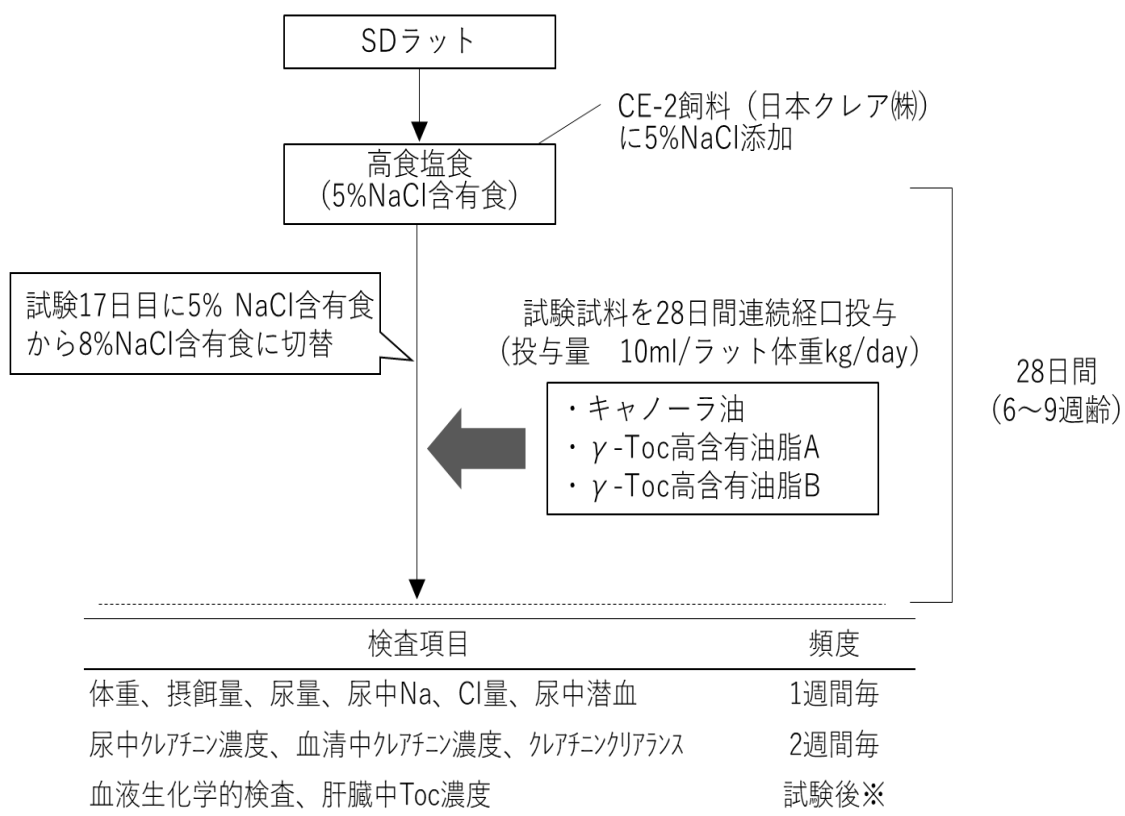 SDラット
CE-2飼料（日本クレア㈱）
に5%NaCl添加
高食塩食
（5%NaCl含有食）
試験17日目に5% NaCl含有食
から8%NaCl含有食に切替
試験試料を28日間連続経口投与
（投与量　10ml/ラット体重kg/day）
・キャノーラ油
・γ-Toc高含有油脂A
・γ-Toc高含有油脂B
28日間
（6～9週齢）
検査項目 頻度
体重、摂餌量、尿量、尿中Na、Cl量、尿中潜血 1週間毎
尿中ｸﾚｱﾁﾆﾝ濃度、血清中ｸﾚｱﾁﾆﾝ濃度、ｸﾚｱﾁﾆﾝｸﾘｱﾗﾝｽ 2週間毎
血液生化学的検査、肝臓中Toc濃度 試験後※